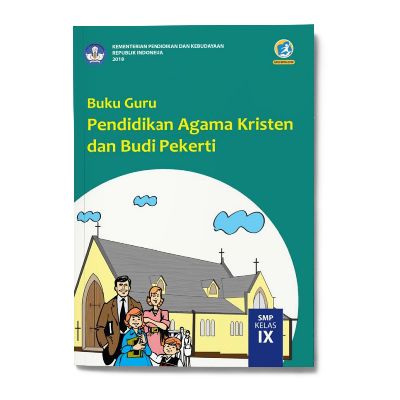 KEMENTERIAN PENDIDIKAN DAN KEBUDAYAAN
REPUBLIK INDONESIA
2018
Buku Guru
Pendidikan Agama Kristen
dan Budi Pekerti
SMP
KELAS
IX